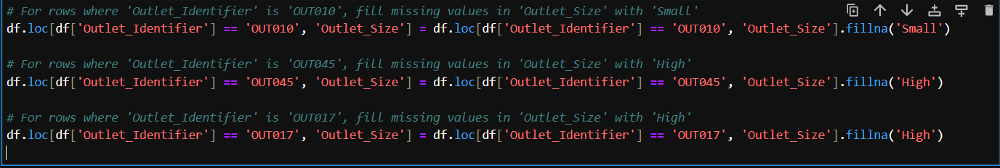 # For rows where 'Outlet_Identifier' is 'OUT010', fill missing values in 'Outlet_Size' with 'Small'
df.loc[df['Outlet_Identifier'] == 'OUT010', 'Outlet_Size'] = df.loc[df['Outlet_Identifier'] == 'OUT010', 'Outlet_Size'].fillna('Small')
# For rows where 'Outlet_Identifier' is 'OUT045', fill missing values in 'Outlet_Size' with 'High'
df.loc[df['Outlet_Identifier'] == 'OUT045', 'Outlet_Size'] = df.loc[df['Outlet_Identifier'] == 'OUT045', 'Outlet_Size'].fillna('High')
# For rows where 'Outlet_Identifier' is 'OUT017', fill missing values in 'Outlet_Size' with 'High'
df.loc[df['Outlet_Identifier'] == 'OUT017', 'Outlet_Size'] = df.loc[df['Outlet_Identifier'] == 'OUT017', 'Outlet_Size'].fillna('High')